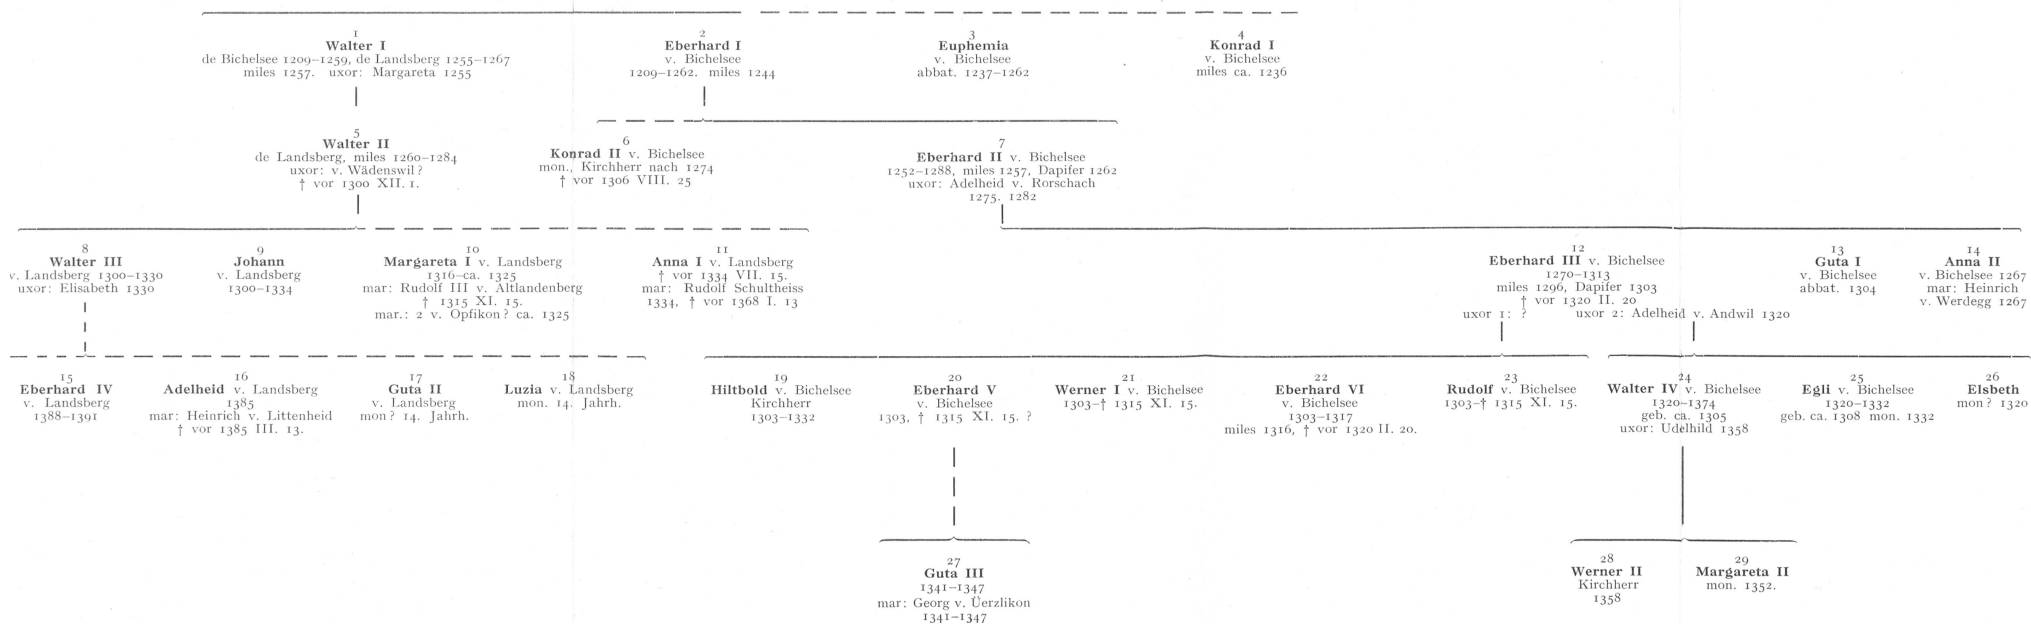 1
Walter I
de Bichelsee 1209–1259, de Landsberg 1255–1267
miles 1257. uxor: Margareta 1255
2
Eberhard I
v. Bichelsee
1209–1262. miles 1244
3
Euphemia
v. Bichelsee
abbat. 1237–1262
4
Konrad I
v. Bichelsee
miles ca. 1236
5
Walter II
de Landsberg, miles 1260–1284
uxor: v. Wädenswil?
† vor 1300 XII. 1.
6
Konrad II v. Bichelsee
mon., Kirchherr nach 1274
† vor 1306 VIII. 25
7
Eberhard II v. Bichelsee
1252–1288, miles 1257, Dapifer 1262
uxor: Adelheid v. Rorschach
1275. 1282
8
Walter III
v. Landsberg 1300–1330
uxor: Elisabeth 1330
9
Johann
v. Landsberg
1300–1334
10
Margareta I v. Landsberg
1316–ca. 1325
mar: Rudolf III v. Altlandenberg
† 1315 XI. 15.
mar.: 2 v. Opfikon? ca. 1325
11
Anna I v. Landsberg
† vor 1334 VII. 15.
mar: Rudolf Schultheiss
1334, † vor 1368 I. 13
12
Eberhard III v. Bichelsee
1270–1313
miles 1296, Dapifer 1303
† vor 1320 II. 20
uxor 1: ? uxor 2: Adelheid v. Andwil 1320
13
Guta I
v. Bichelsee
abbat. 1304
14
Anna II
v. Bichelsee 1267
mar: Heinrich
v. Werdegg 1267
15
Eberhard IV
v. Landsberg
1388–1391
16
Adelheid v. Landsberg
1385
mar: Heinrich v. Littenheid
† vor 1385 III. 13.
17
Guta II
v. Landsberg
mon? 14. Jahrh.
18
Luzia v. Landsberg
mon. 14. Jahrh.
19
Hiltbold v. Bichelsee
Kirchherr
1303–1332
20
Eberhard V
v. Bichelsee
1303, † 1315 XI. 15. ?
21
Werner I v. Bichelsee
1303–† 1315 XI. 15.
22
Eberhard VI
v. Bichelsee
1303–1317
miles 1316, † vor 1320 II. 20.
23
Rudolf v. Bichelsee
1303–† 1315 XI. 15.
24
Walter IV v. Bichelsee
1320–1374
geb. ca. 1305
uxor: Udelhild 1358
25
Egli v. Bichelsee
1320–1332
geb. ca. 1308 mon. 1332
26
Elsbeth
mon? 1320
27
Guta III
1341–1347
mar: Georg v. Üerzlikon
1341–1347
28
Werner II
Kirchherr
1358
29
Margareta II
mon. 1352.